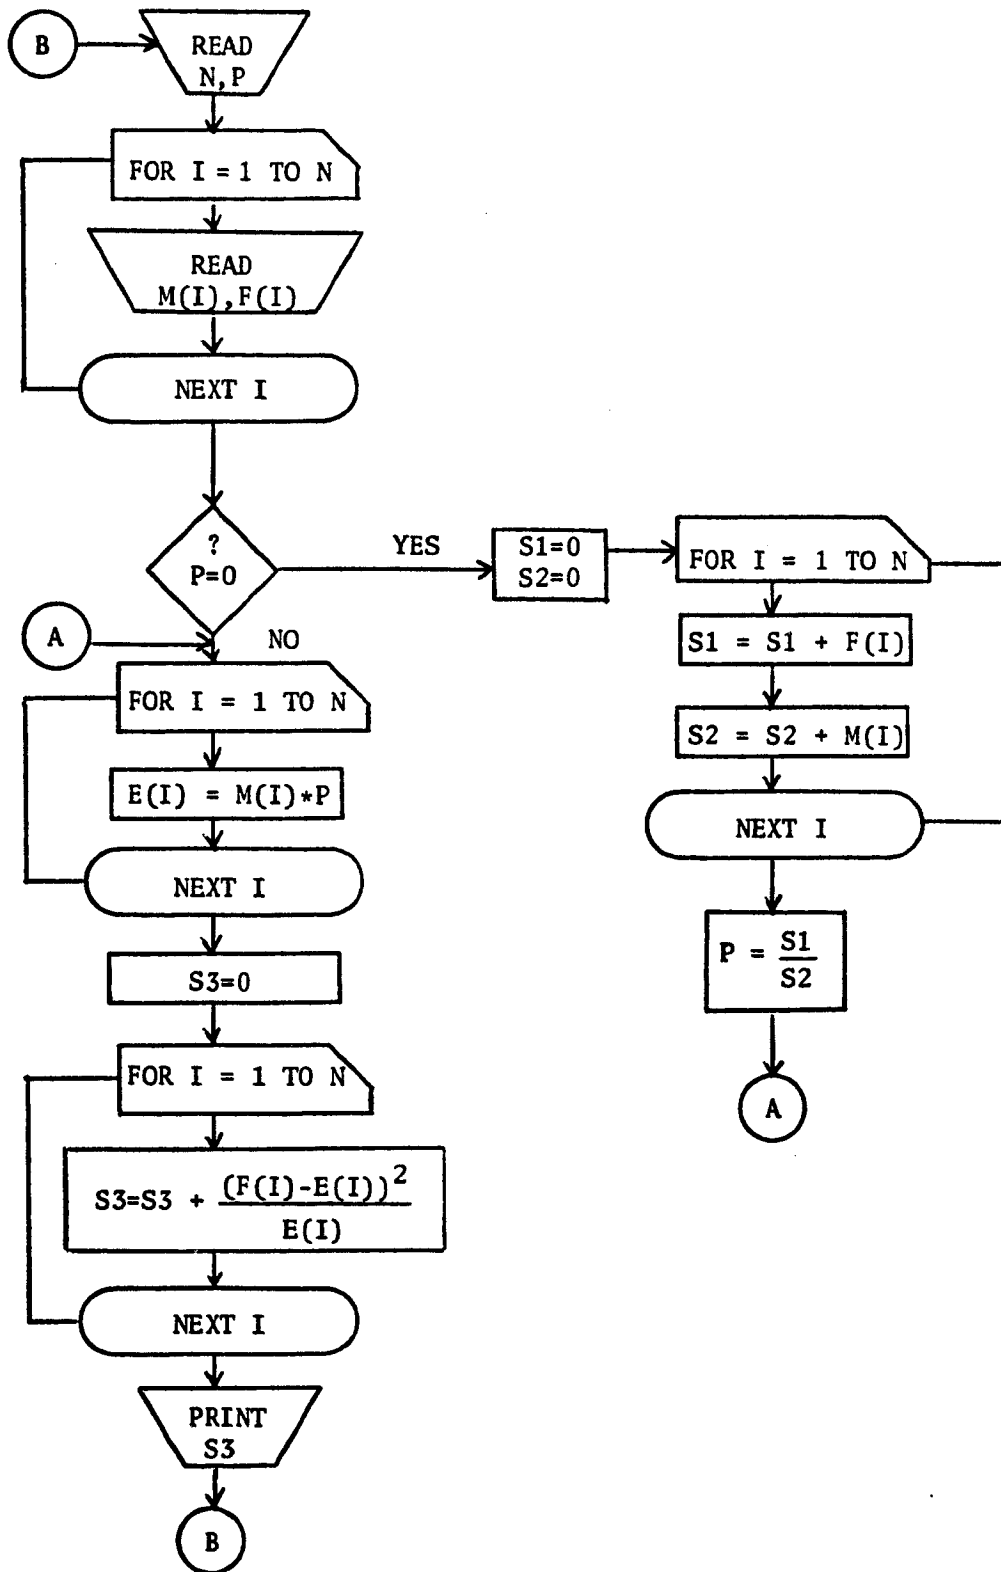 B
READ
N,P
FOR I = 1 TO N
READ
M(I),F(I)
NEXT I
?
P=0
YES
NO
A
FOR I = 1 TO N
E(I) = M(I)*P
NEXT I
S3=0
FOR I = 1 TO N
S3=S3 + (F(I)-E(I))²
E(I)
NEXT I
PRINT
S3
B
S1=0
S2=0
FOR I = 1 TO N
S1 = S1 + F(I)
S2 = S2 + M(I)
NEXT I
P = S1
S2
A